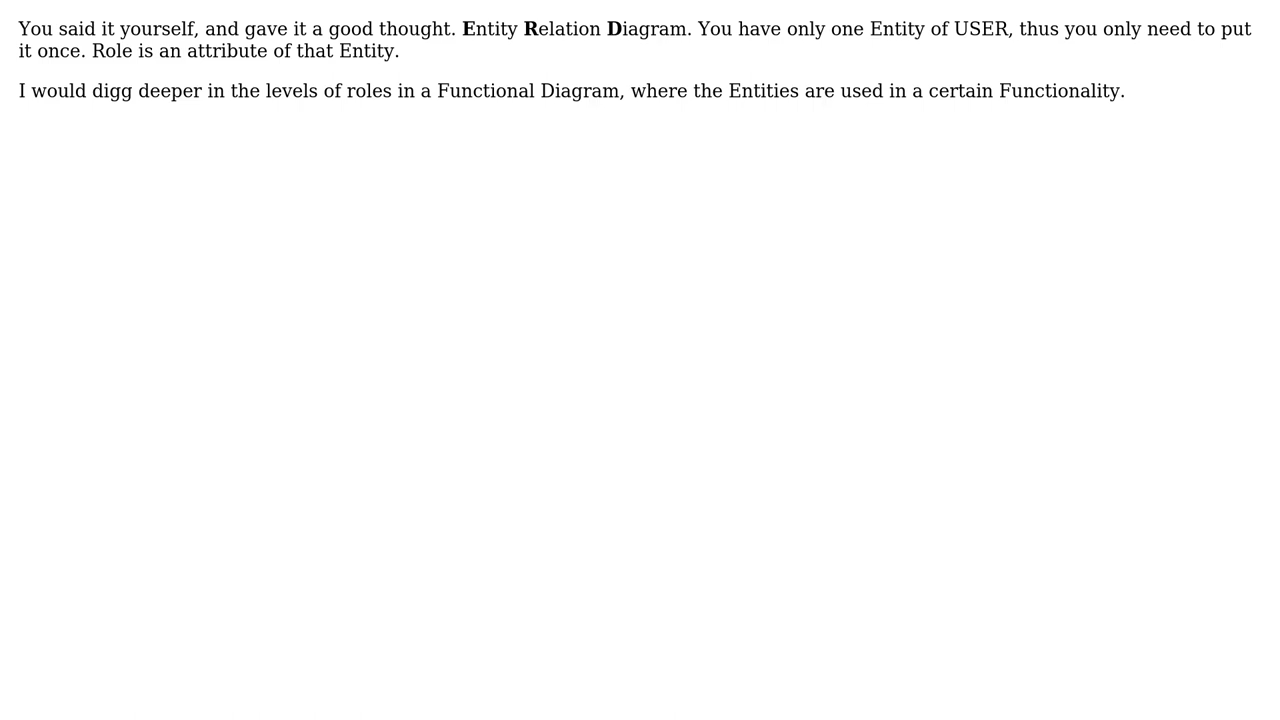 You said it yourself, and gave it a good thought. Entity Relation Diagram. You have only one Entity of USER, thus you only need to put
it once. Role is an attribute of that Entity.
I would digg deeper in the levels of roles in a Functional Diagram, where the Entities are used in a certain Functionality.